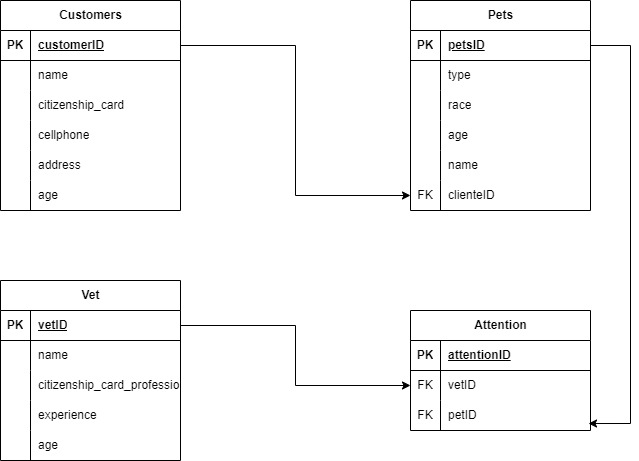 Customers
PK customerID
name
citizenship_card
cellphone
address
age
Pets
PK petsID
type
race
age
name
FK clienteID
Vet
PK vetID
name
citizenship_card_professio
experience
age
Attention
PK attentionID
FK vetID
FK petID